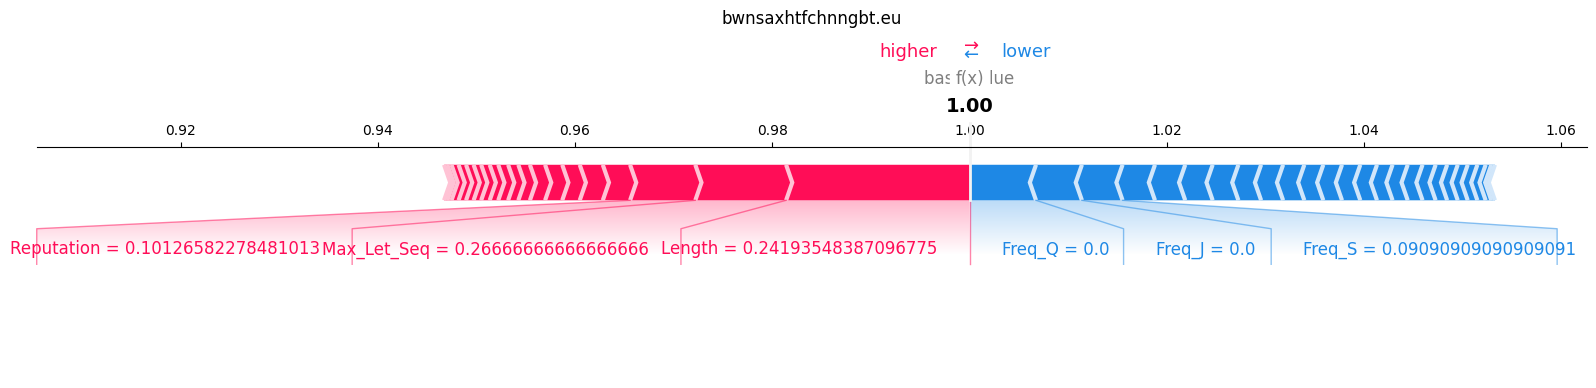 bwnsaxhtfchnngbt.eu
higher ⇄ lower
bas f(x) lue
1.00
0.92 0.94 0.96 0.98 1.00 1.02 1.04 1.06
Reputation = 0.10126582278481013 Max_Let_Seq = 0.26666666666666666 Length = 0.24193548387096775 Freq_Q = 0.0 Freq_J = 0.0 Freq_S = 0.09090909090909091